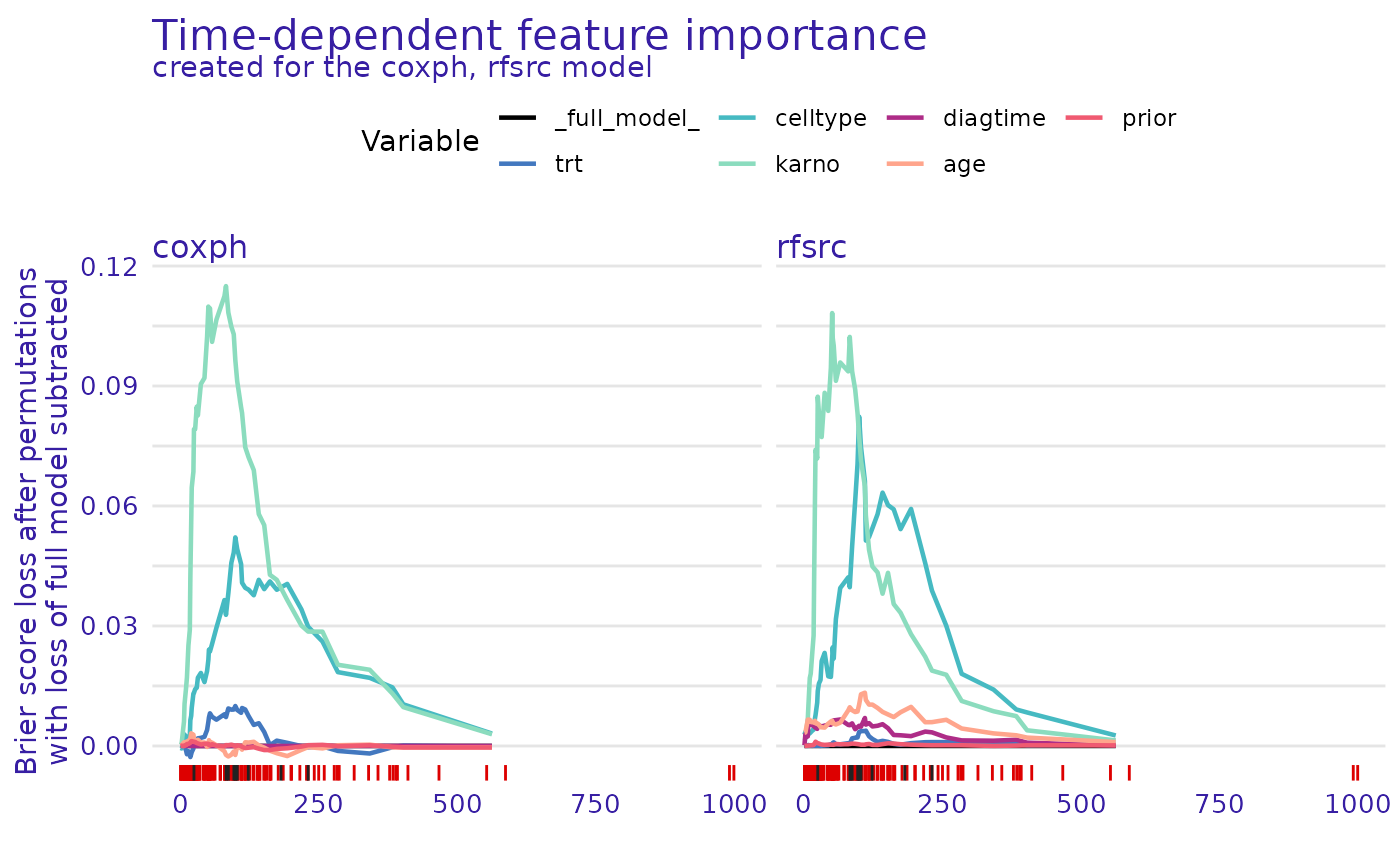 Time-dependent feature importance
created for the coxph, rfsrc model
Variable
_full_model_ celltype diagtime prior
trt karno age
coxph rfsrc
Brier score loss after permutations
with loss of full model subtracted
0.12
0.09
0.06
0.03
0.00
0 250 500 750 1000 0 250 500 750 1000